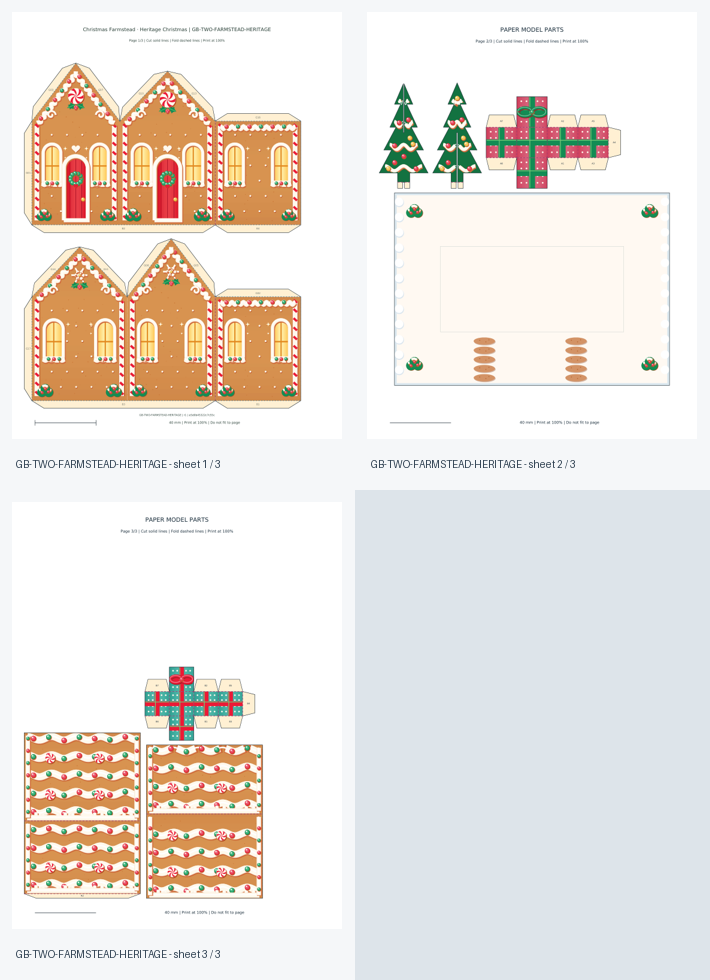 Christmas Farmstead · Heritage Christmas | GB-TWO-FARMSTEAD-HERITAGE
Page 1/3 | Cut solid lines | Fold dashed lines | Print at 100%
40 mm | Print at 100% | Do not fit to page
GB-TWO-FARMSTEAD-HERITAGE - sheet 1 / 3
PAPER MODEL PARTS
Page 2/3 | Cut solid lines | Fold dashed lines | Print at 100%
40 mm | Print at 100% | Do not fit to page
GB-TWO-FARMSTEAD-HERITAGE - sheet 2 / 3
PAPER MODEL PARTS
Page 3/3 | Cut solid lines | Fold dashed lines | Print at 100%
40 mm | Print at 100% | Do not fit to page
GB-TWO-FARMSTEAD-HERITAGE - sheet 3 / 3